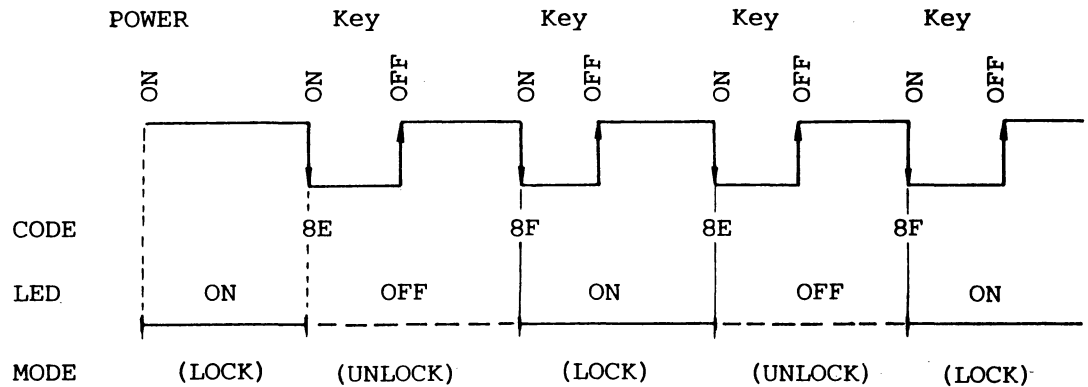 POWER Key Key Key Key
ON ON OFF ON OFF ON OFF ON OFF
CODE 8E 8F 8E 8F
LED ON OFF ON OFF ON
MODE (LOCK) (UNLOCK) (LOCK) (UNLOCK) (LOCK)